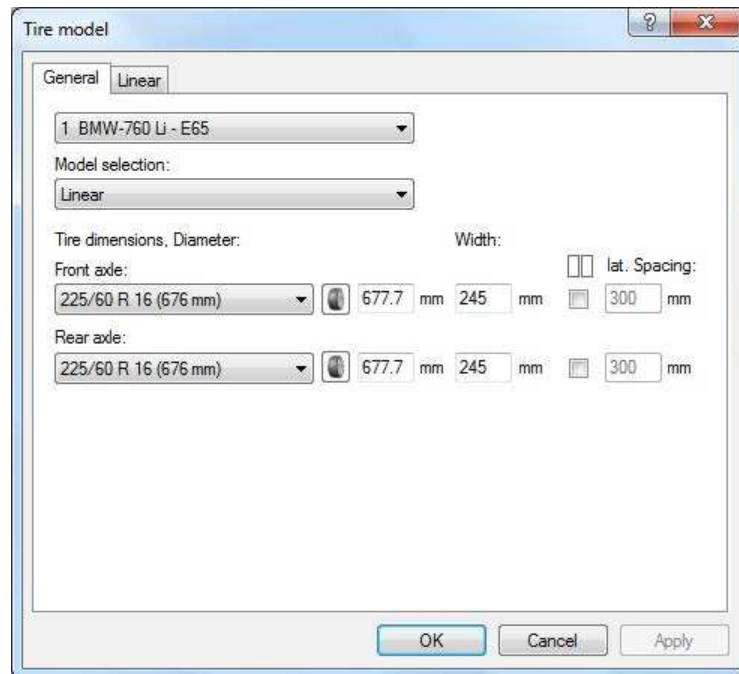 Tire model
General Linear
1 BMW-760 Li - E65
Model selection:
Linear
Tire dimensions, Diameter: Width:
Front axle: lat. Spacing:
225/60 R 16 (676 mm) 677.7 mm 245 mm 300 mm
Rear axle:
225/60 R 16 (676 mm) 677.7 mm 245 mm 300 mm
OK Cancel Apply